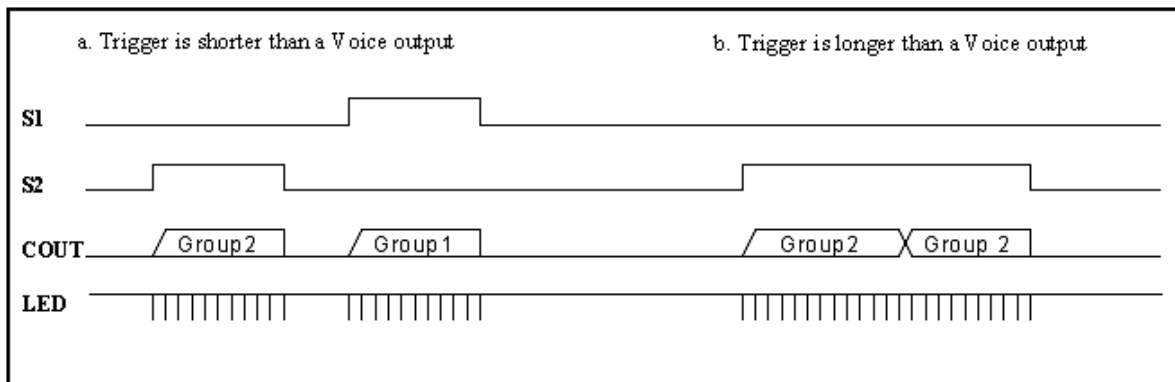 a. Trigger is shorter than a Voice output b. Trigger is longer than a Voice output
S1
S2
COUT Group2 Group1 Group2 Group 2
LED